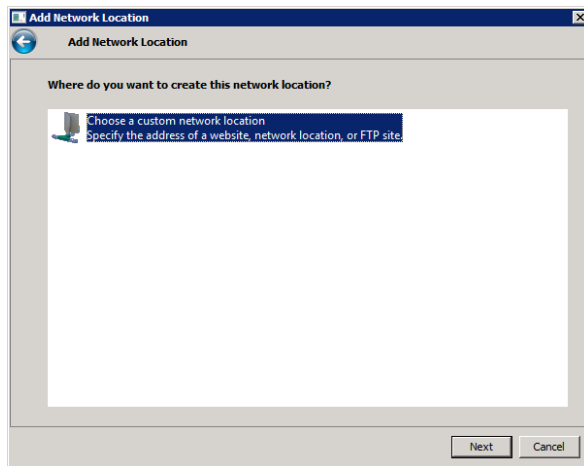 Add Network Location
Add Network Location
Where do you want to create this network location?
Choose a custom network location
Specify the address of a website, network location, or FTP site.
Next
Cancel